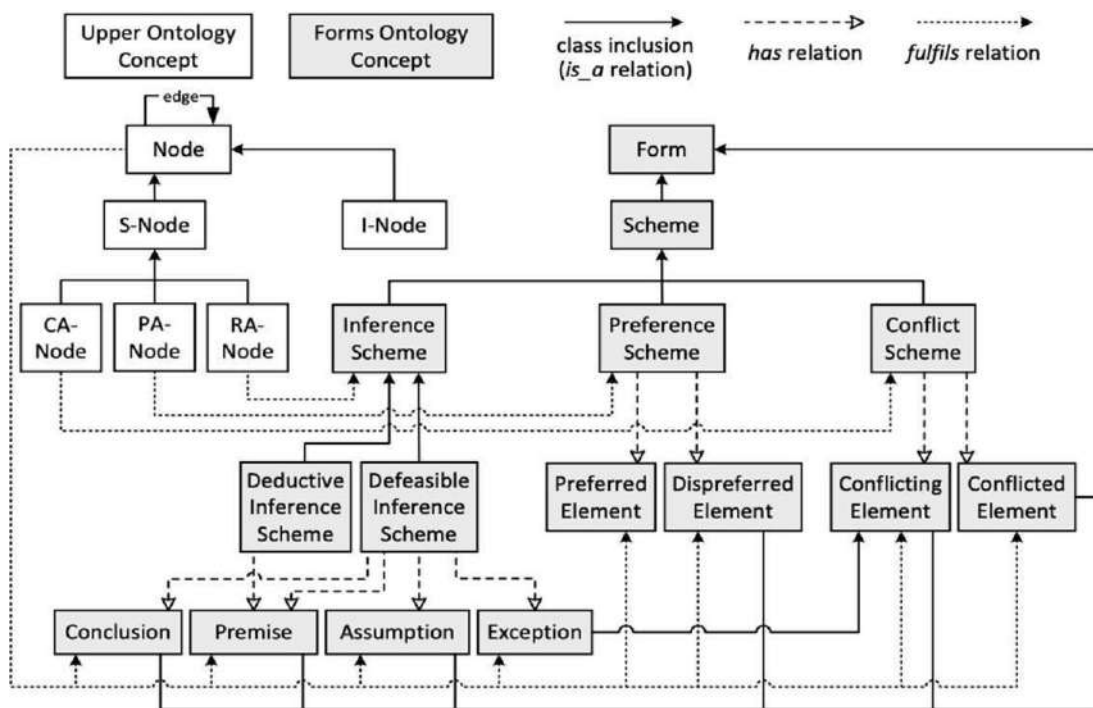 Upper Ontology
Concept
Forms Ontology
Concept
class inclusion
(is_a relation)
has relation
fulfils relation
edge
Node
Form
S-Node
I-Node
Scheme
CA-
Node
PA-
Node
RA-
Node
Inference
Scheme
Preference
Scheme
Conflict
Scheme
Deductive
Inference
Scheme
Defeasible
Inference
Scheme
Preferred
Element
Dispreferred
Element
Conflicting
Element
Conflicted
Element
Conclusion
Premise
Assumption
Exception